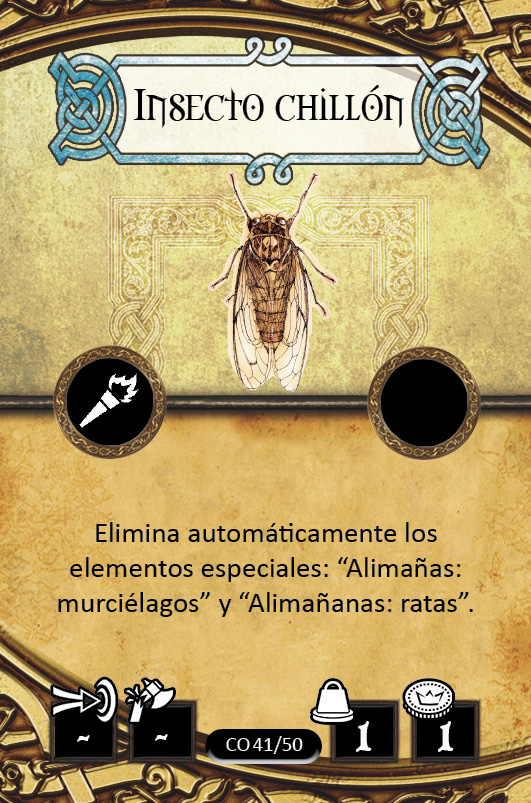 Insecto chillón
Elimina automáticamente los
elementos especiales: “Alimañas:
murciélagos” y “Alimañanas: ratas”.
~ ~ CO 41/50 1 1